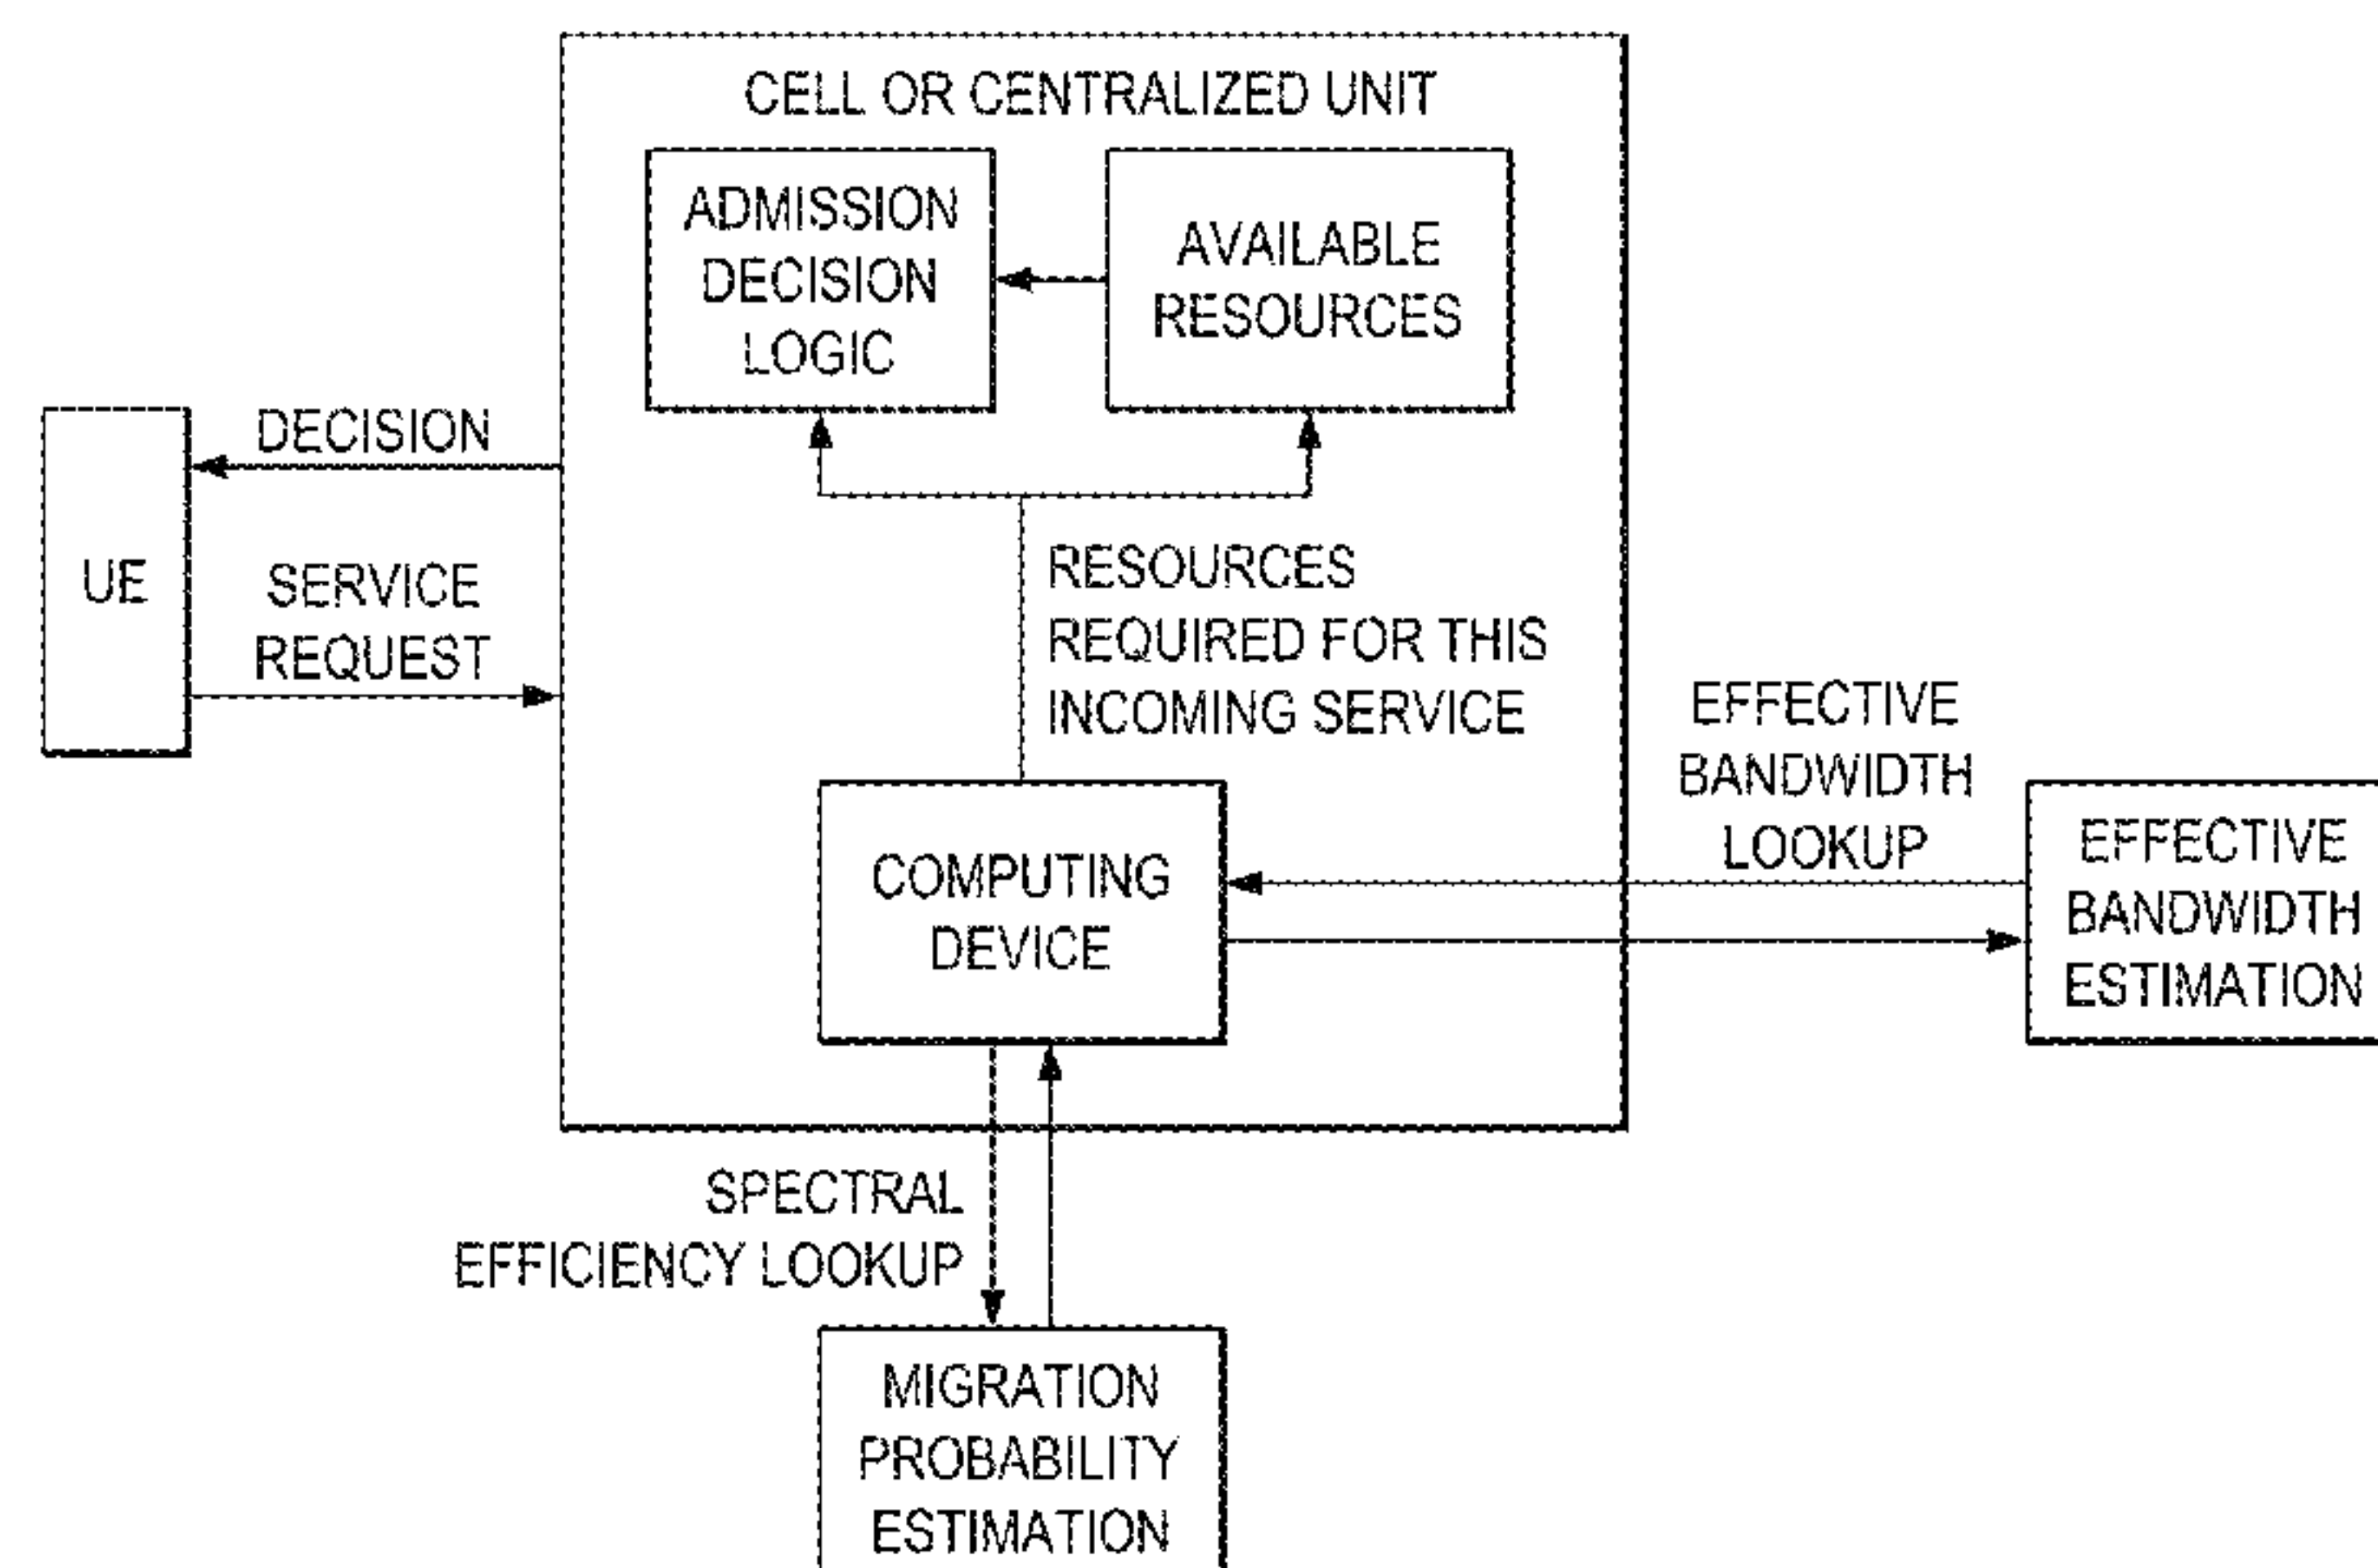 CELL OR CENTRALIZED UNIT
ADMISSION
DECISION
LOGIC
AVAILABLE
RESOURCES
DECISION
UE
SERVICE
REQUEST
RESOURCES
REQUIRED FOR THIS
INCOMING SERVICE
EFFECTIVE
BANDWIDTH
LOOKUP
COMPUTING
DEVICE
EFFECTIVE
BANDWIDTH
ESTIMATION
SPECTRAL
EFFICIENCY LOOKUP
MIGRATION
PROBABILITY
ESTIMATION